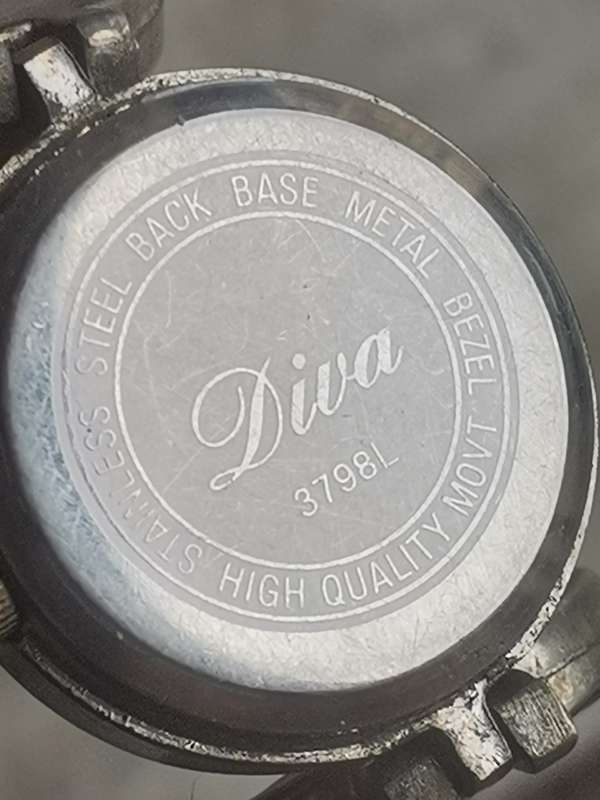 STAINLESS STEEL BACK BASE METAL BEZEL
HIGH QUALITY MOVT
Diva
3798L